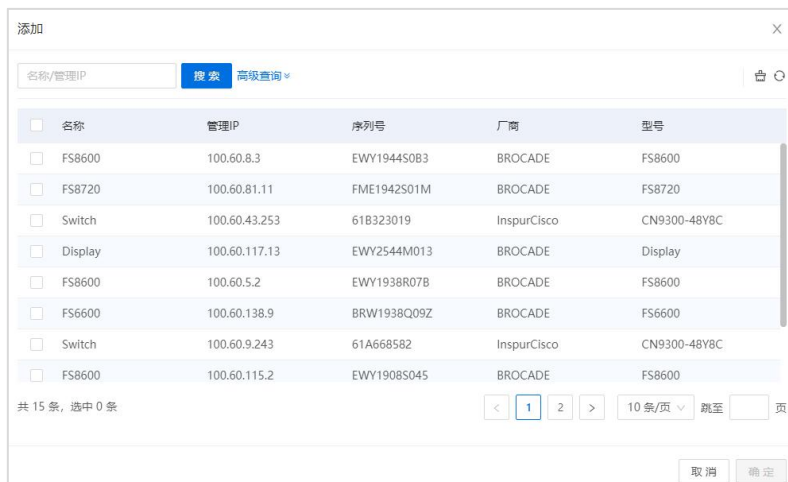 添加
名称/管理IP 搜索 高级查询
名称 管理IP 序列号 厂商 型号
FS8600 100.60.8.3 EWY1944S0B3 BROCADE FS8600
FS8720 100.60.81.11 FME1942S01M BROCADE FS8720
Switch 100.60.43.253 61B323019 InspurCisco CN9300-48Y8C
Display 100.60.117.13 EWY2544M013 BROCADE Display
FS8600 100.60.5.2 EWY1938R07B BROCADE FS8600
FS6600 100.60.138.9 BRW1938Q09Z BROCADE FS6600
Switch 100.60.9.243 61A668582 InspurCisco CN9300-48Y8C
FS8600 100.60.115.2 EWY1908S045 BROCADE FS8600
共 15 条, 选中 0 条 < 1 2 > 10 条/页 跳至 页
取消 确定